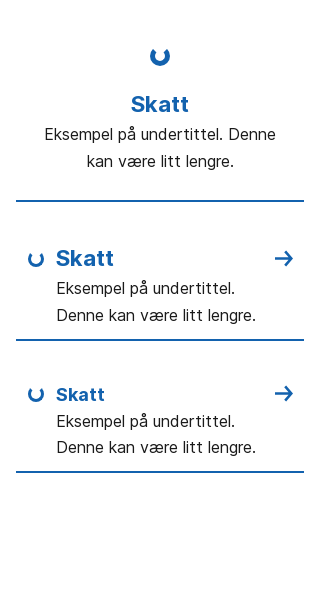 Skatt
Eksempel på undertittel. Denne
kan være litt lengre.
Skatt
Eksempel på undertittel.
Denne kan være litt lengre.
Skatt
Eksempel på undertittel.
Denne kan være litt lengre.